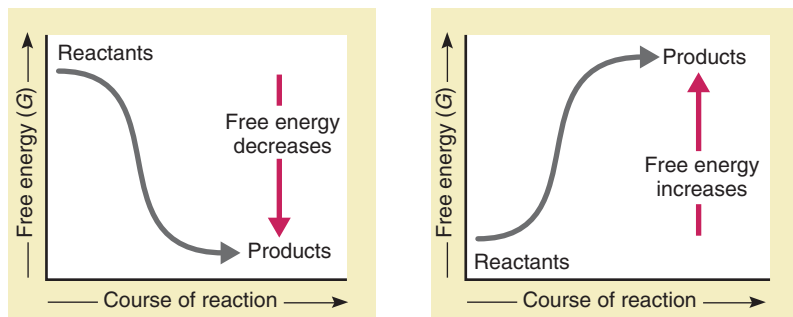 Reactants
Free energy
decreases
Products
Free energy (G)
Course of reaction
Products
Free energy
increases
Reactants
Free energy (G)
Course of reaction